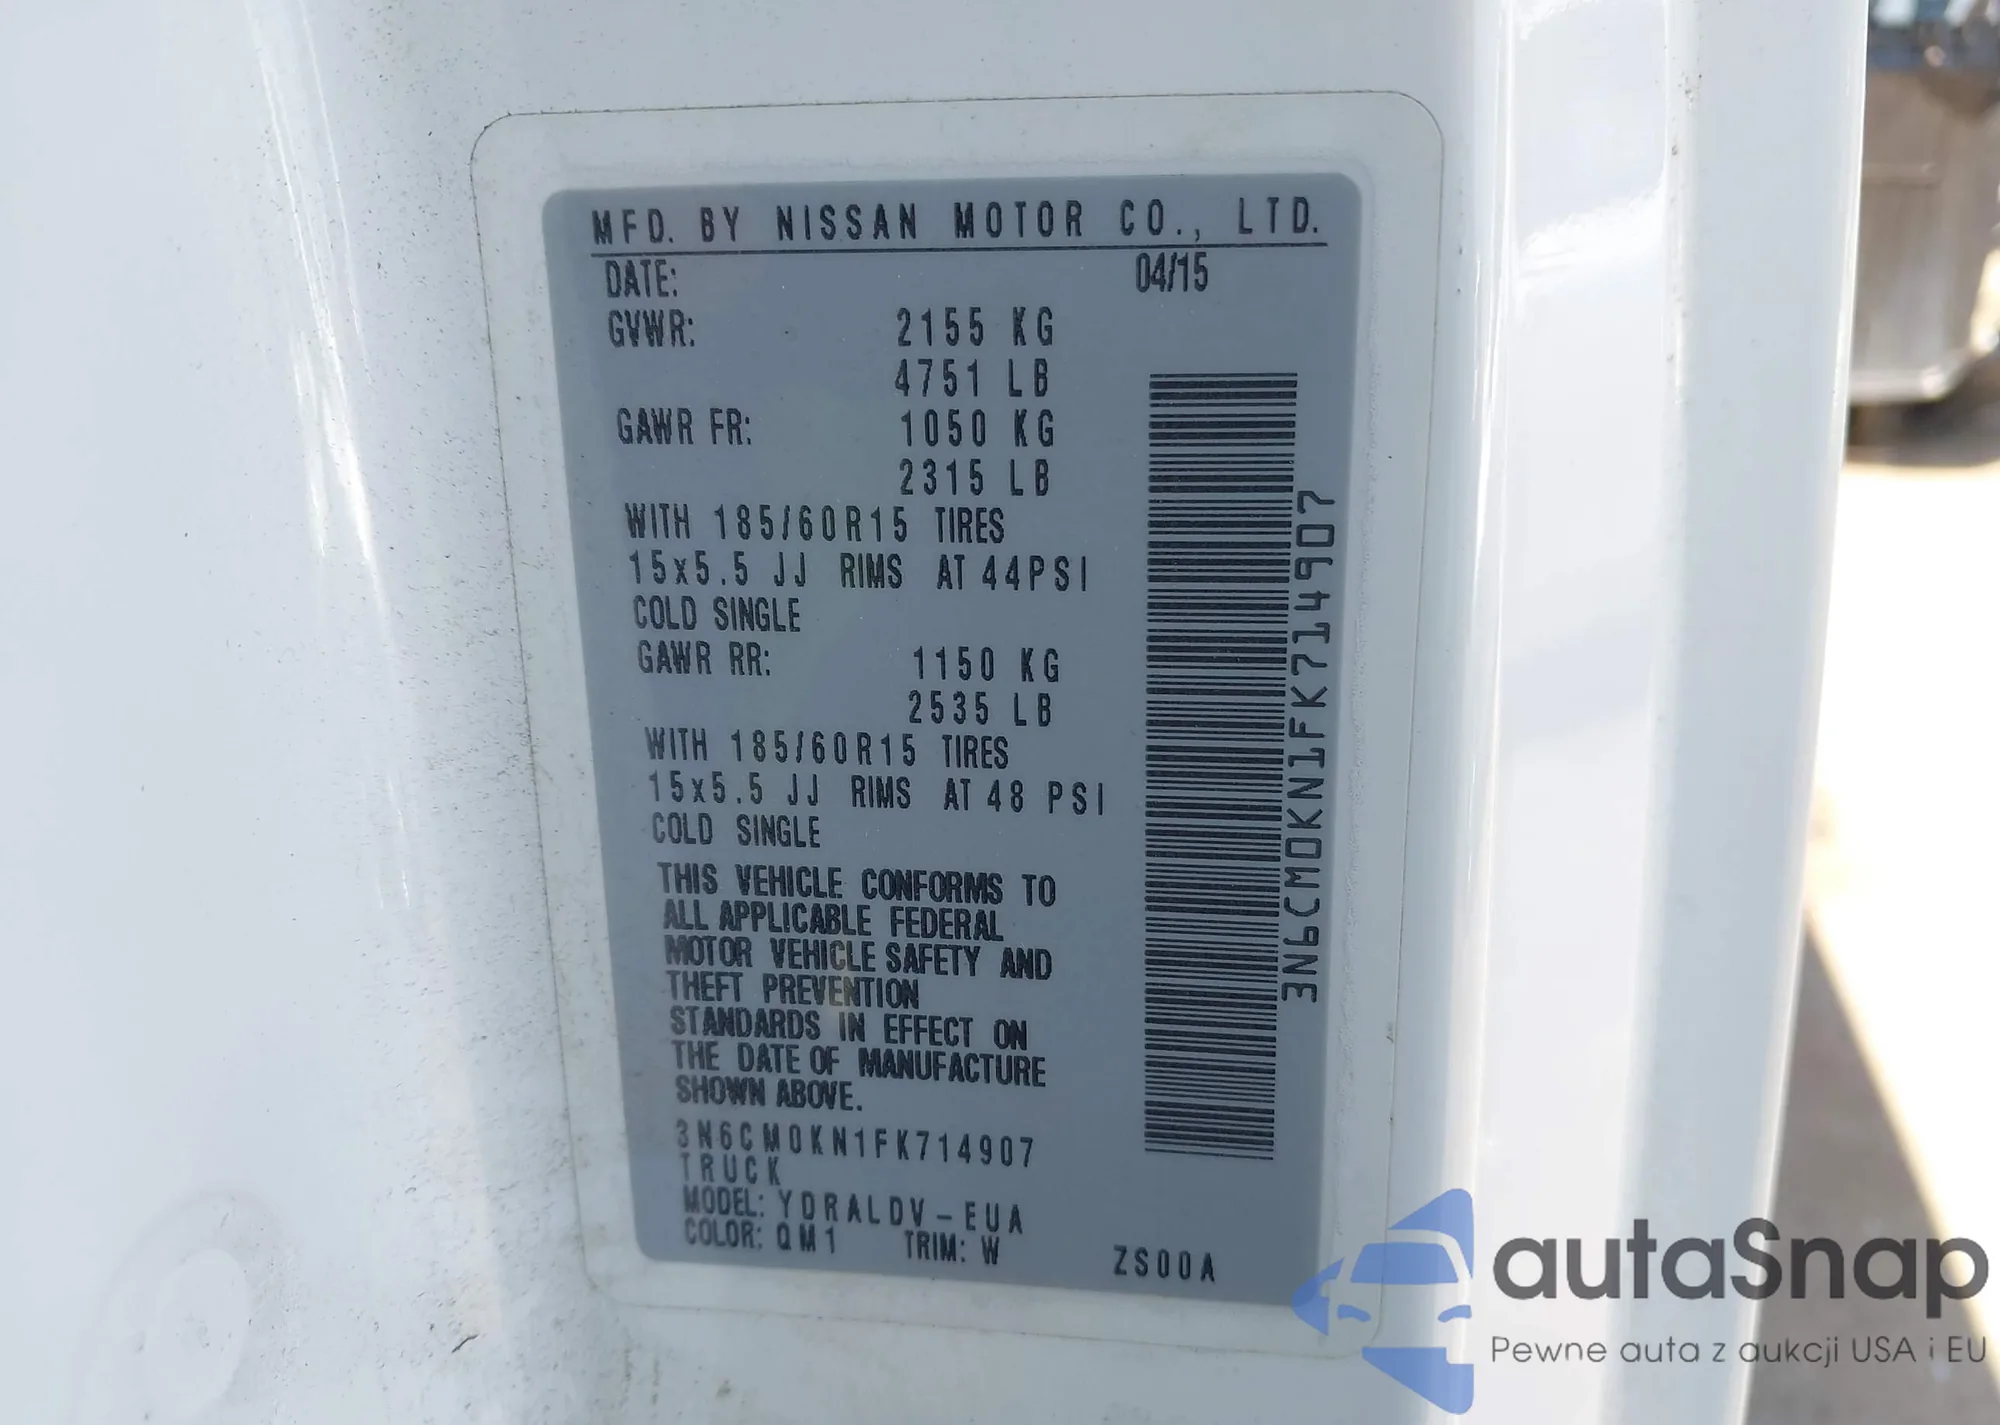 MFD. BY NISSAN MOTOR CO., LTD.
DATE: 04/15
GVWR: 2155 KG
4751 LB
GAWR FR: 1050 KG
2315 LB
WITH 185/60R15 TIRES
15x5.5 JJ RIMS AT 44PSI
COLD SINGLE
GAWR RR: 1150 KG
2535 LB
WITH 185/60R15 TIRES
15x5.5 JJ RIMS AT 48 PSI
COLD SINGLE
THIS VEHICLE CONFORMS TO
ALL APPLICABLE FEDERAL
MOTOR VEHICLE SAFETY AND
THEFT PREVENTION
STANDARDS IN EFFECT ON
THE DATE OF MANUFACTURE
SHOWN ABOVE.
3N6CM0KN1FK714907
TRUCK
MODEL: YDRALDV-EUA
COLOR: QM1 TRIM: W ZS00A
3N6CM0KN1FK714907
autaSnap
Pewne auta z aukcji USA i EU